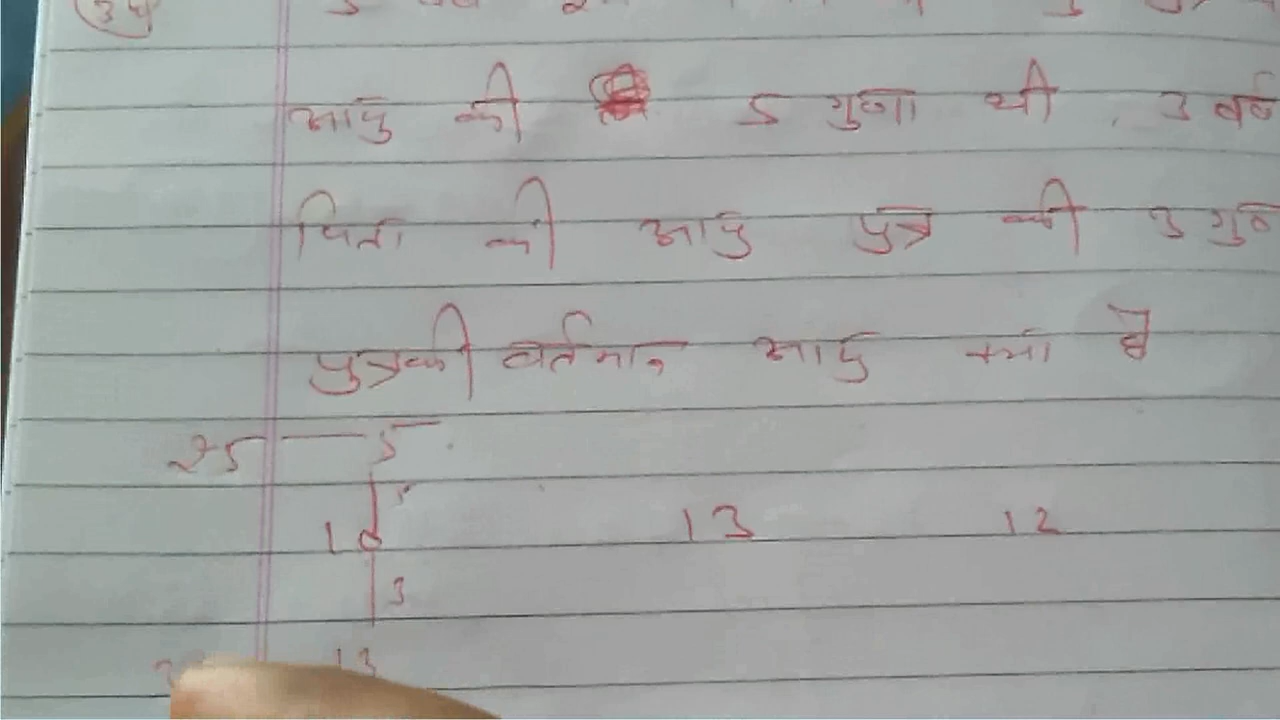 आयु की 5 गुणा थी, 3 वर्ष
पिता की आयु पुत्र की 3
पुत्र की वर्तमान आयु क्या है
25 — 5
10 13 12
3
13